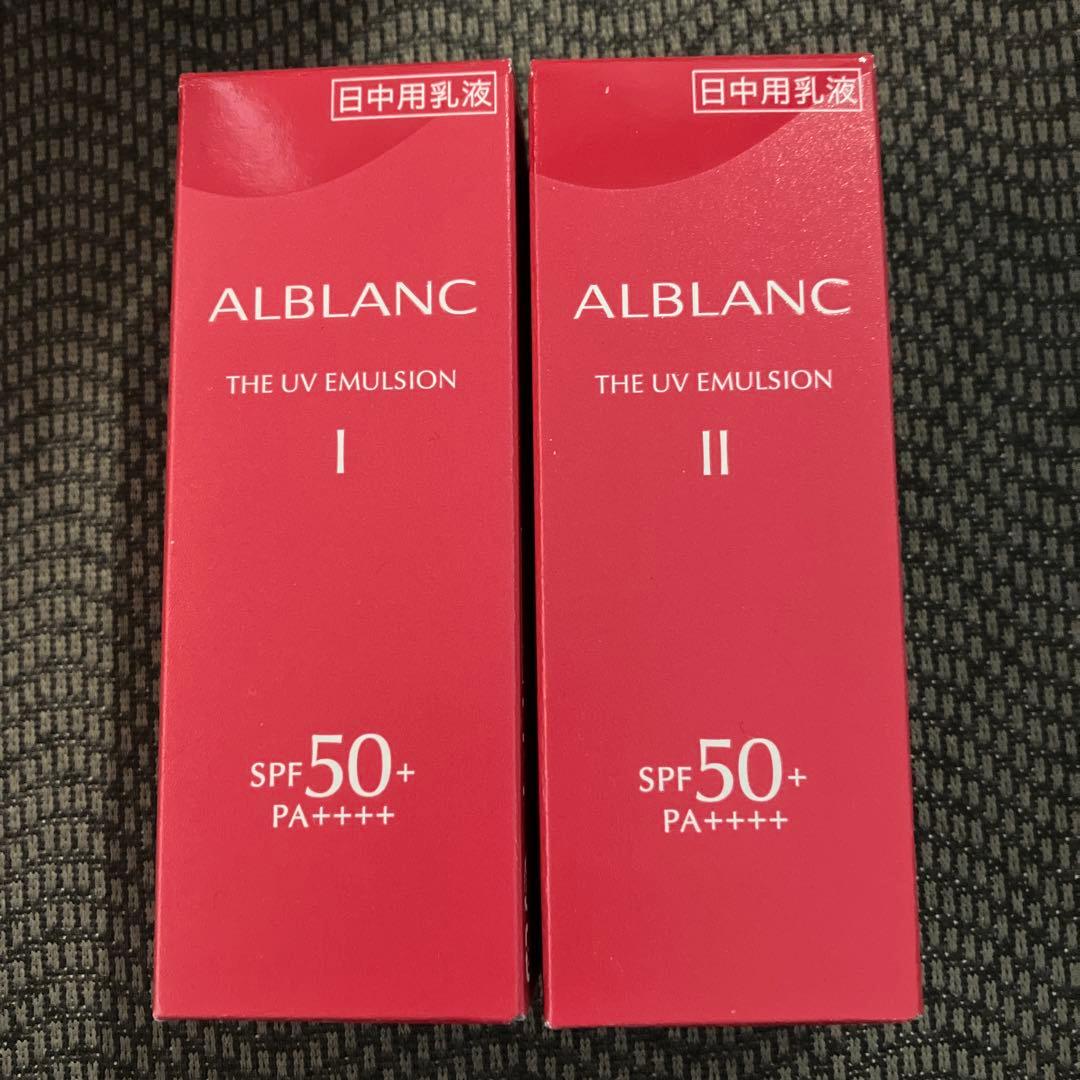 日中用乳液
ALBLANC
THE UV EMULSION
I
SPF50+
PA++++
日中用乳液
ALBLANC
THE UV EMULSION
II
SPF50+
PA++++